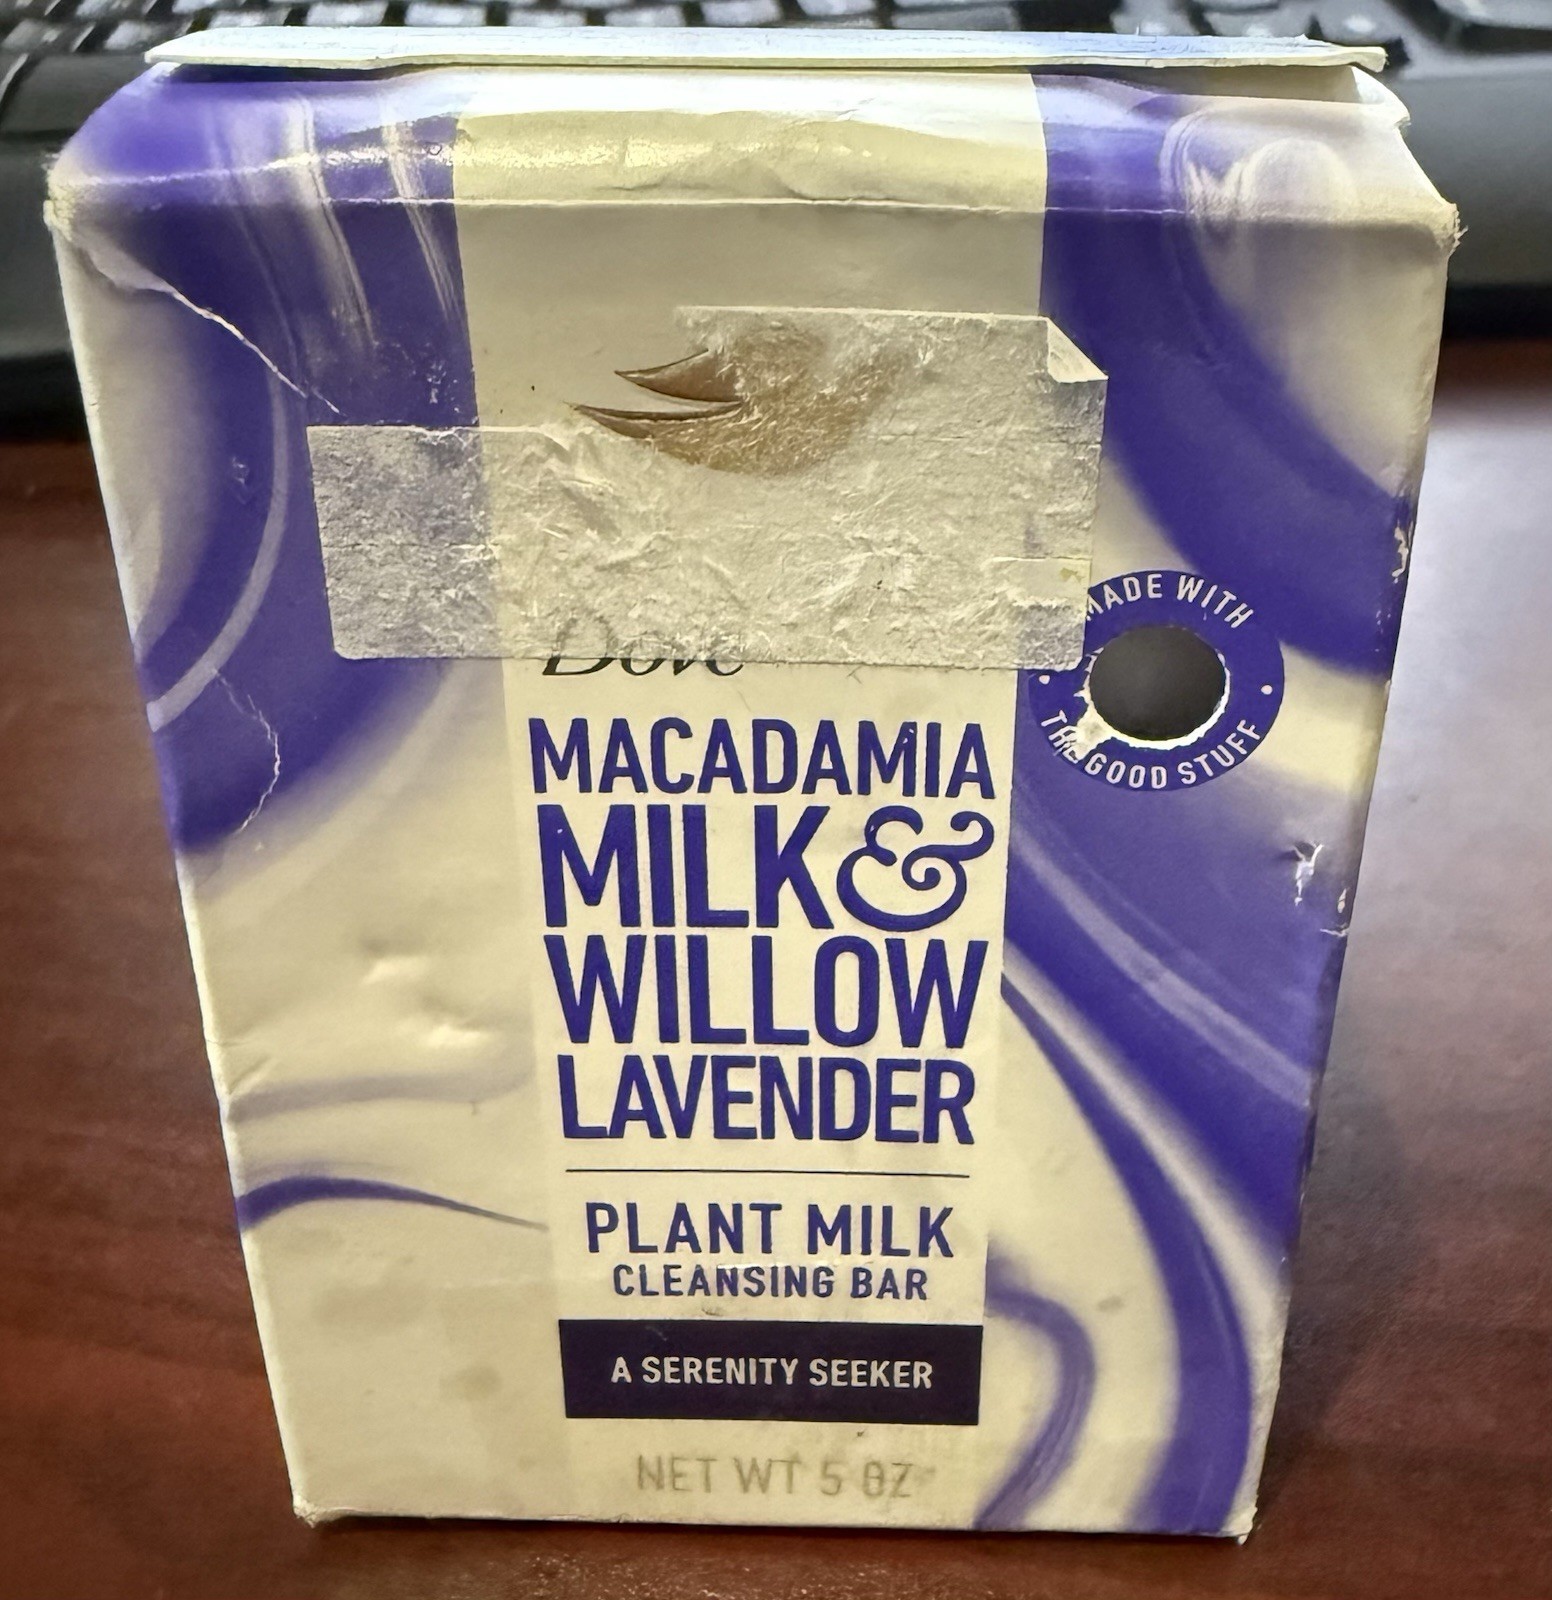 Dove
MADE WITH
THE GOOD STUFF
MACADAMIA
MILK &
WILLOW
LAVENDER
PLANT MILK
CLEANSING BAR
A SERENITY SEEKER
NET WT 5 OZ